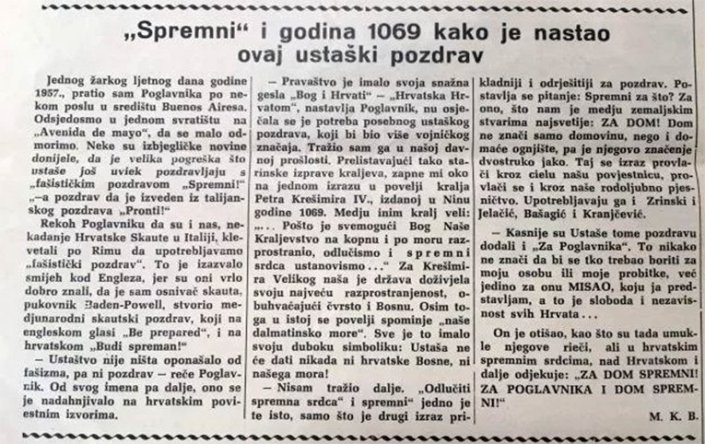 „Spremni“ i godina 1069 kako je nastao
ovaj ustaški pozdrav
Jednog žarkog ljetnog dana godine
1957., pratio sam Poglavnika po ne-
kom poslu u središtu Buenos Airesa.
Odsjedosmo u jednom svratištu na
„Avenida de mayo“, da se malo od-
morimo. Neke su izbjegličke novine
donijele, da je velika pogreška što
ustaše još uviek pozdravljaju s
„fašističkim pozdravom „Spremni!“
„–a pozdrav da je izveden iz talijan-
skog pozdrava „Pronti!“
Rekoh Poglavniku da su i nas, ne-
kadanje Hrvatske Skaute u Italiji, kle-
vetali po Rimu da upotrebljavamo
„fašistički pozdrav“. To je izazvalo
smijeh kod Engleza, jer su oni vrlo
dobro znali, da je sam osnivač skauta,
pukovnik Baden-Powell, stvorio me-
djunarodni skautski pozdrav, koji na
engleskom glasi „Be prepared“, i na
hrvatskom „Budi spreman!“
— Ustaštvo nije ništa oponašalo od
fašizma, pa ni pozdrav — reče Poglav-
nik. Od svog imena pa dalje, ono se
je nadahnjivalo na hrvatskim povi-
estnim izvorima.
— Pravaštvo je imalo svoja snažna
gesla „Bog i Hrvati“ – „Hrvatska Hr-
vatom“, nastavlja Poglavnik, nu osje-
čala se je potreba posebnog ustaškog
pozdrava, koji bi bio više vojničkog
značaja. Tražio sam ga u našoj dav-
noj prošlosti. Prelistavajući tako sta-
rinske izprave kraljeva, zapne mi oko
na jednom izrazu u povelji kralja
Petra Krešimira IV., izdanoj u Ninu
godine 1069. Medju inim kralj veli:
„... Pošto je svemogući Bog Naše
Kraljevstvo na kopnu i po moru raz-
prostranio, odlučismo i spremni
srdca ustanovismo...“ Za Kreši-
mira Velikog naša je država doživjela
svoju najveću razprostranjenost, o-
buhvaćajući čvrsto i Bosnu. Osim toga
u istoj se povelji spominje „naše
dalmatinsko more“. Sve je to imalo
svoju duboku simboliku: Ustaša ne
će dati nikada ni hrvatske Bosne, ni
našega mora!
— Nisam tražio dalje. „Odlučiti
spremna srdca“ i spremni“ jedno je
te isto, samo što je drugi izraz pri-
kladniji i odrješitiji za pozdrav. Po-
stavlja se pitanje: Spremni za što? Za
ono, što nam je medju zemaljskim
stvarima najsvetije: ZA DOM! Dom
ne znači samo domovinu, nego i do-
maće ognjište, pa je njegovo značenje
dvostruko jako. Taj se izraz provla-
či kroz cielu našu povjestnicu, pro-
vlači se i kroz naše rodoljubno pjes-
ničtvo. Upotrebljavaju ga i Zrinski i
Jelačić, Bašagić i Kranjčević.
— Kasnije su Ustaše tome pozdravu
dodali i „Za Poglavnika“. To nikako
ne znači da bi se tko trebao boriti za
moju osobu ili moje probitke, već
jedino za onu MISAO, koju ja pred-
stavljam, a to je sloboda i nezavis-
nost svih Hrvata...
On je otišao, kao što su tada umuk-
le njegove rieči, ali u hrvatskim
spremnim srdcima, nad Hrvatskom i
dalje odjekuje: „ZA DOM SPREMNI!
ZA POGLAVNIKA I DOM SPREM-
NI!“
M. K. B.